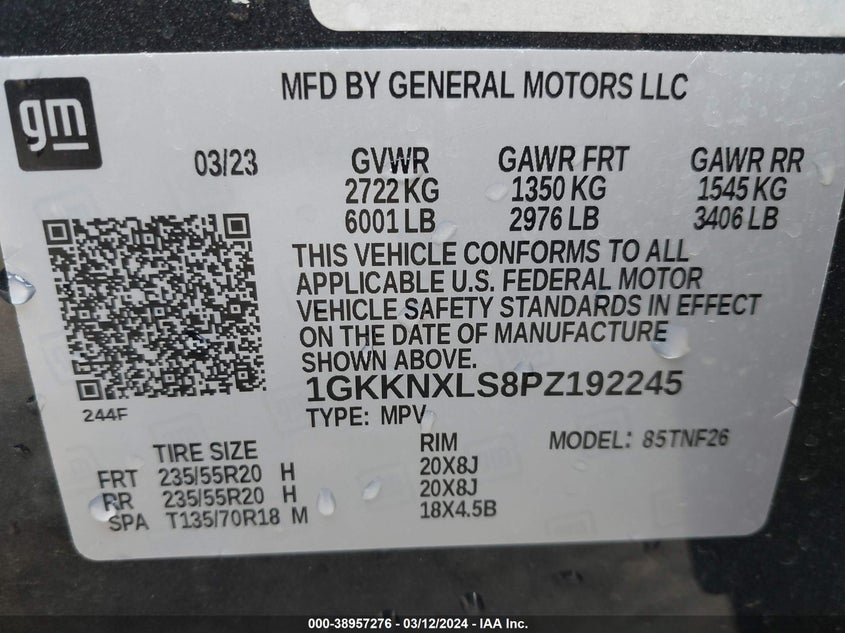 gm
MFD BY GENERAL MOTORS LLC
03/23 GVWR GAWR FRT GAWR RR
2722 KG 1350 KG 1545 KG
6001 LB 2976 LB 3406 LB
THIS VEHICLE CONFORMS TO ALL
APPLICABLE U.S. FEDERAL MOTOR
VEHICLE SAFETY STANDARDS IN EFFECT
ON THE DATE OF MANUFACTURE
SHOWN ABOVE.
1GKKNXLS8PZ192245
244F
TYPE: MPV
TIRE SIZE RIM MODEL: 85TNF26
FRT 235/55R20 H 20X8J
RR 235/55R20 H 20X8J
SPA T135/70R18 M 18X4.5B
000-38957276 - 03/12/2024 - IAA Inc.